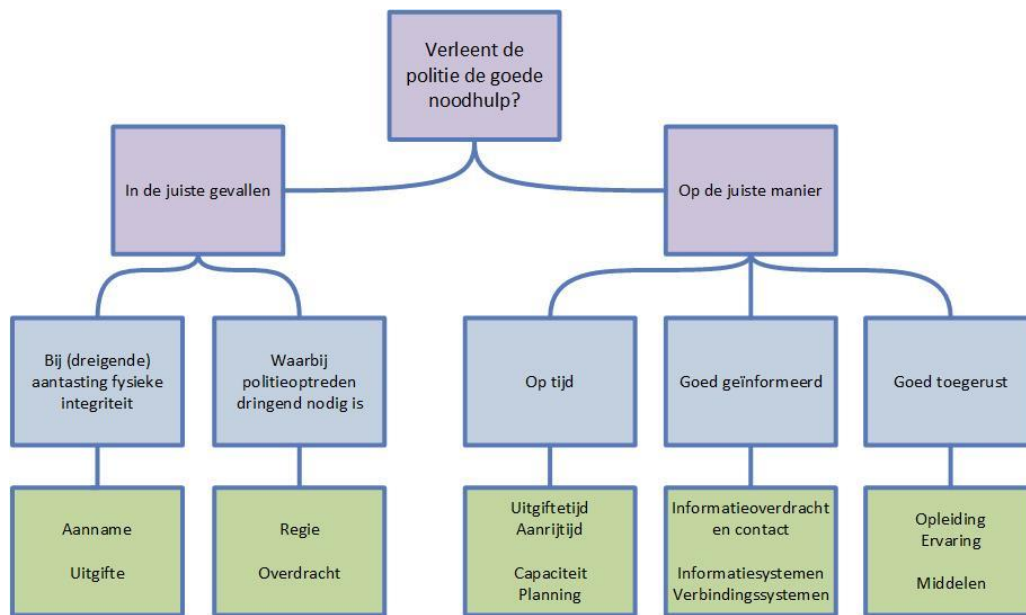 Verleent de
politie de goede
noodhulp?
In de juiste gevallen
Op de juiste manier
Bij (dreigende)
aantasting fysieke
integriteit
Waarbij
politieoptreden
dringend nodig is
Op tijd
Goed geïnformeerd
Goed toegerust
Aanname
Uitgifte
Regie
Overdracht
Uitgiftetijd
Aanrijtijd
Capaciteit
Planning
Informatieoverdracht
en contact
Informatiesystemen
Verbindingssystemen
Opleiding
Ervaring
Middelen